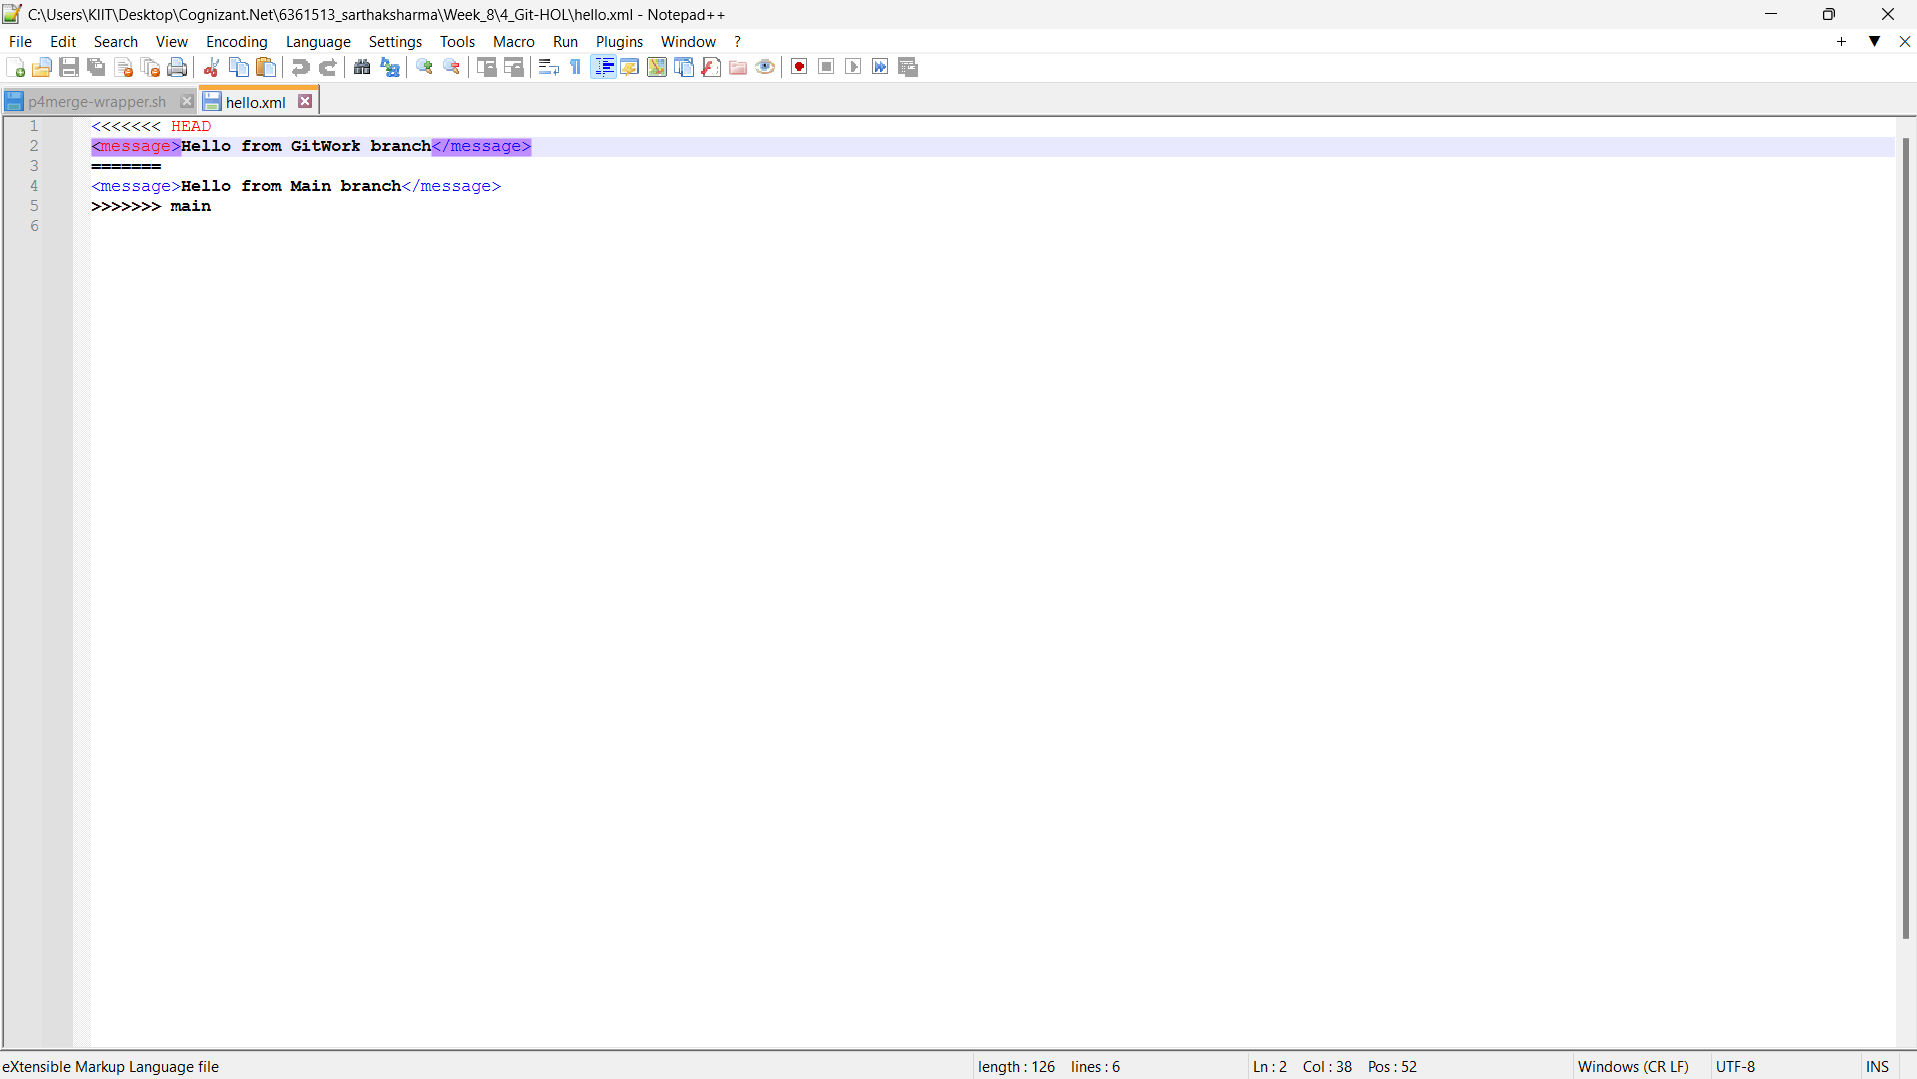 C:\Users\KIIT\Desktop\Cognizant.Net\6361513_sarthaksharma\Week_8\4_Git-HOL\hello.xml - Notepad++
File Edit Search View Encoding Language Settings Tools Macro Run Plugins Window ?
p4merge-wrapper.sh hello.xml
1 <<<<<<< HEAD
2 <message>Hello from GitWork branch</message>
3 =======
4 <message>Hello from Main branch</message>
5 >>>>>>> main
6
eXtensible Markup Language file length : 126 lines : 6 Ln : 2 Col : 38 Pos : 52 Windows (CR LF) UTF-8 INS